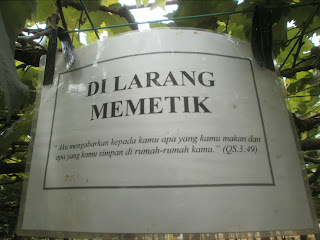 DI LARANG
MEMETIK
"Aku mengabarkan kepada kamu apa yang kamu makan dan
apa yang kamu simpan di rumah-rumah kamu." (QS.3.49)